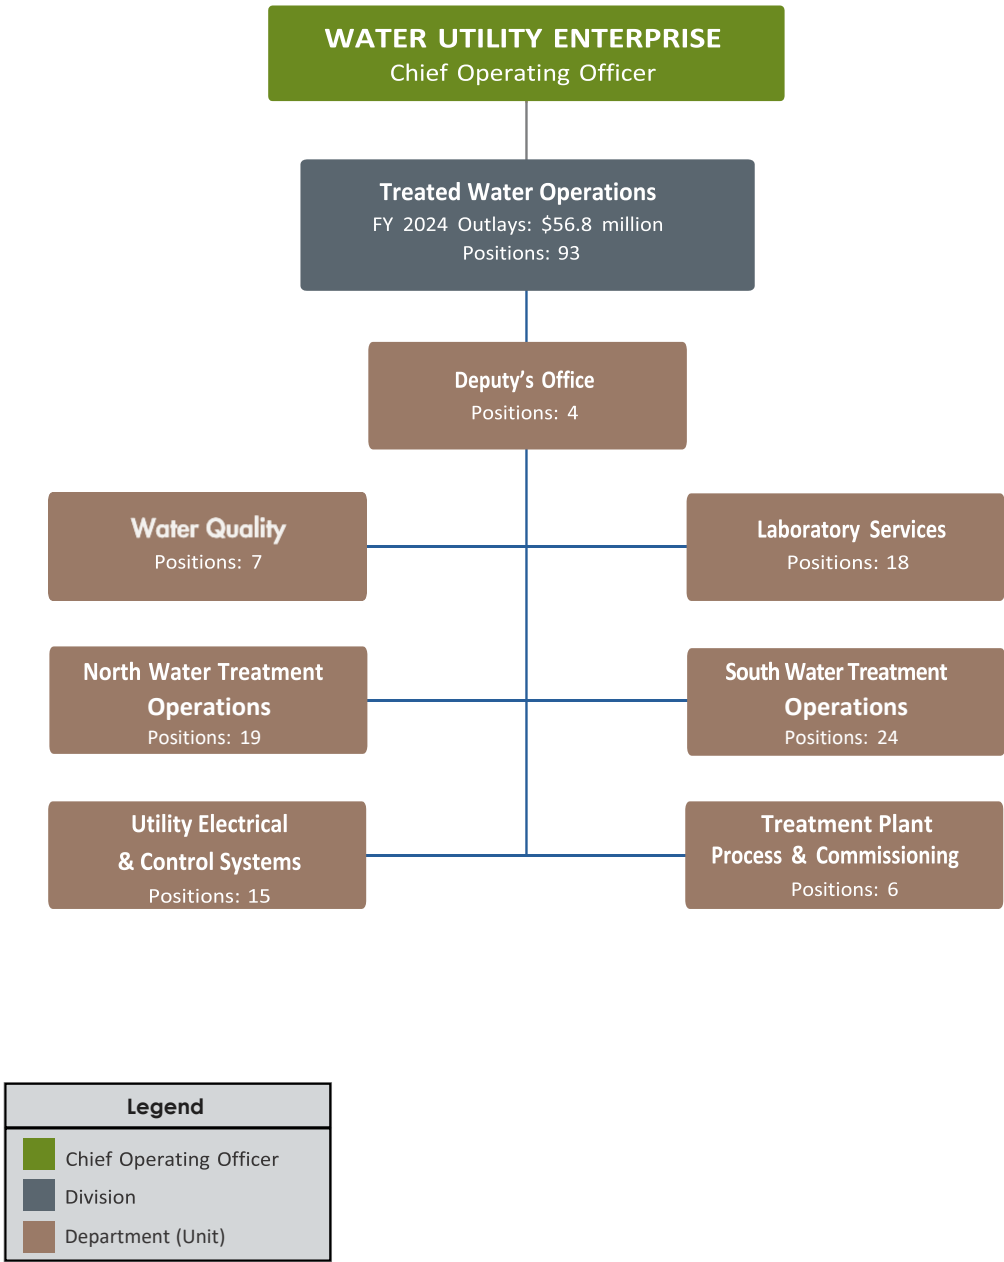 WATER UTILITY ENTERPRISE
Chief Operating Officer
Treated Water Operations
FY 2024 Outlays: $56.8 million
Positions: 93
Deputy’s Office
Positions: 4
Water Quality
Positions: 7
Laboratory Services
Positions: 18
North Water Treatment
Operations
Positions: 19
South Water Treatment
Operations
Positions: 24
Utility Electrical
& Control Systems
Positions: 15
Treatment Plant
Process & Commissioning
Positions: 6
Legend
Chief Operating Officer
Division
Department (Unit)